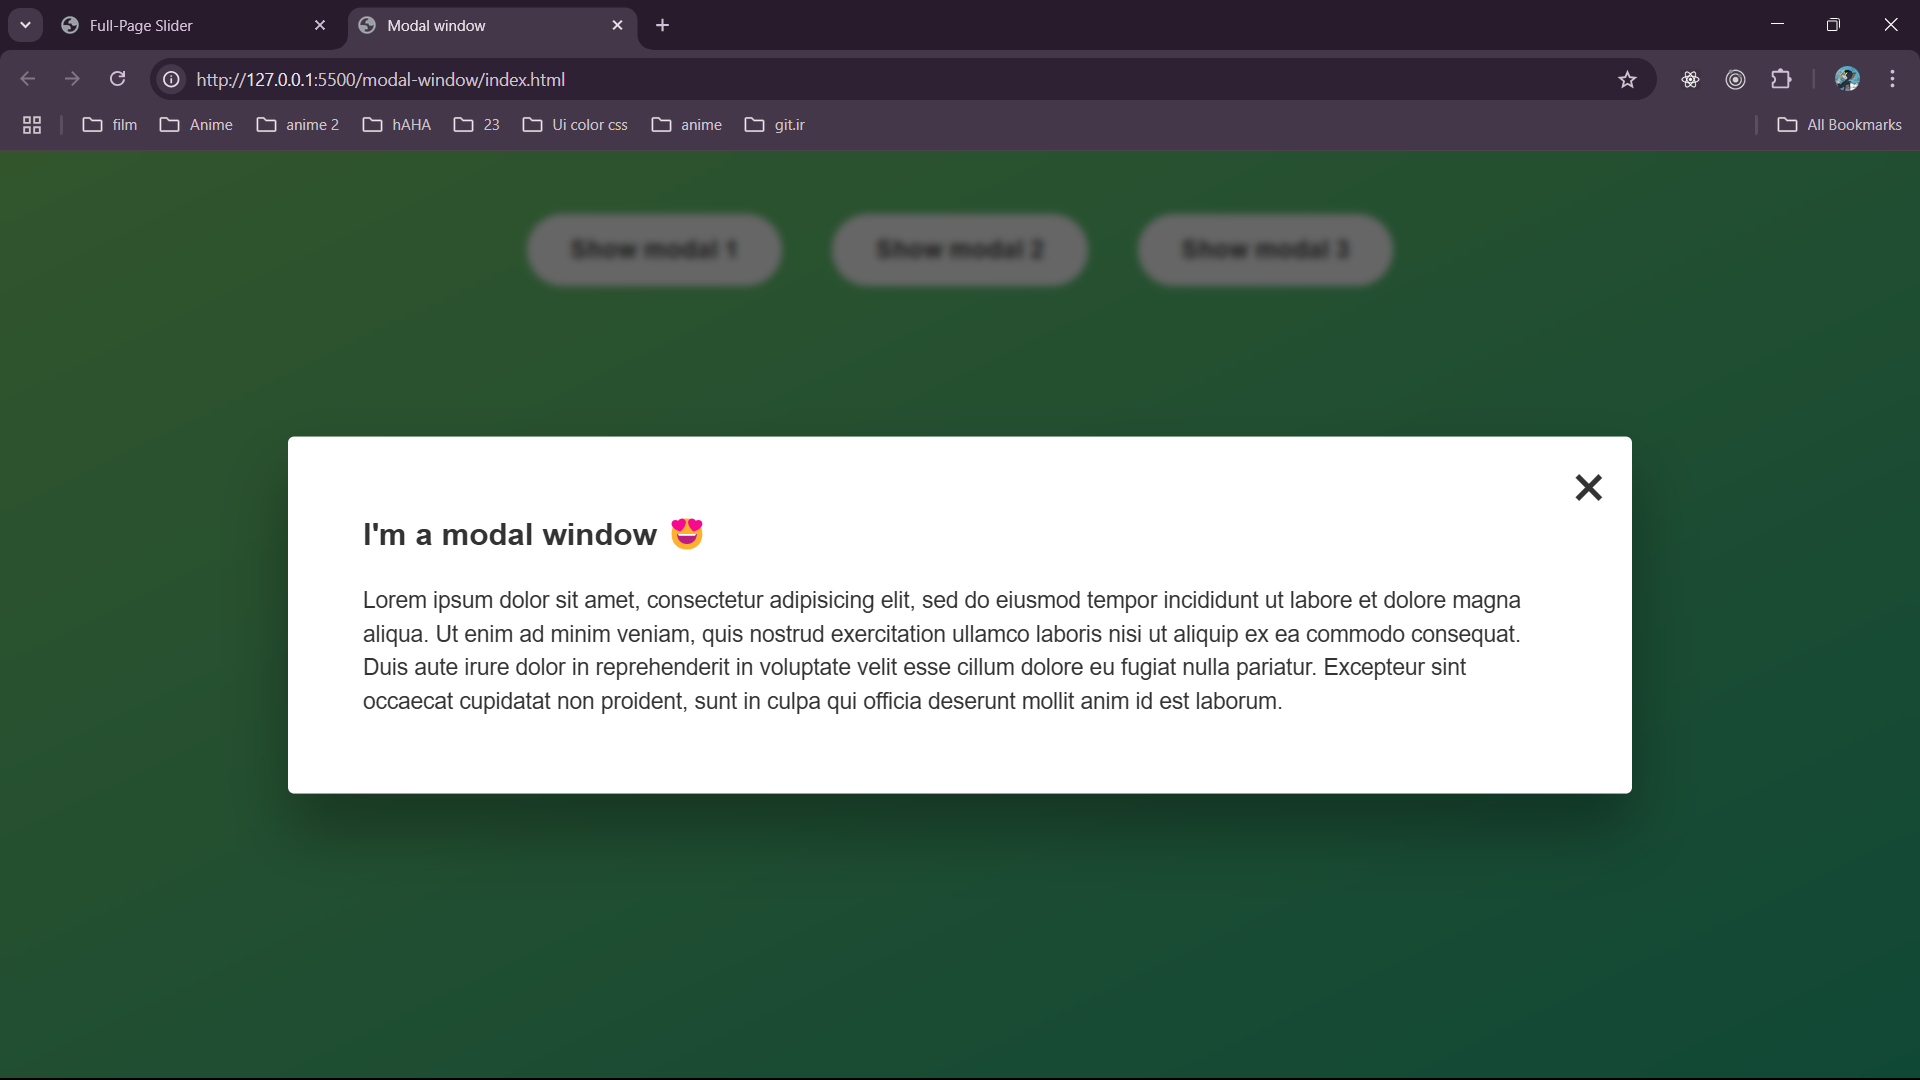 Full-Page Slider
Modal window
http://127.0.0.1:5500/modal-window/index.html
film Anime anime 2 hAHA 23 Ui color css anime git.ir All Bookmarks
Show modal 1 Show modal 2 Show modal 3
I'm a modal window 😍
Lorem ipsum dolor sit amet, consectetur adipisicing elit, sed do eiusmod tempor incididunt ut labore et dolore magna
aliqua. Ut enim ad minim veniam, quis nostrud exercitation ullamco laboris nisi ut aliquip ex ea commodo consequat.
Duis aute irure dolor in reprehenderit in voluptate velit esse cillum dolore eu fugiat nulla pariatur. Excepteur sint
occaecat cupidatat non proident, sunt in culpa qui officia deserunt mollit anim id est laborum.